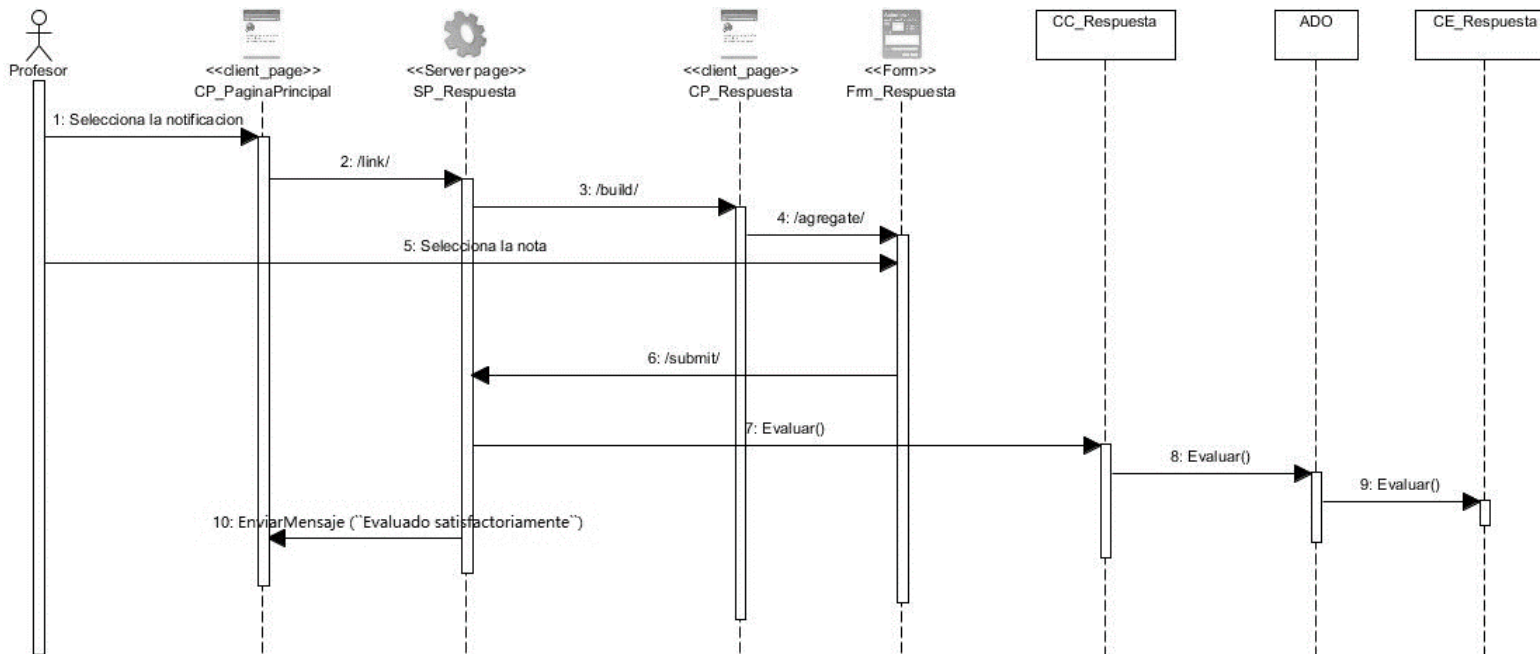 CC_Respuesta
ADO
CE_Respuesta
Profesor
<<client_page>>
CP_PaginaPrincipal
<<Server page>>
SP_Respuesta
<<client_page>>
CP_Respuesta
<<Form>>
Frm_Respuesta
1: Selecciona la notificacion
2: /link/
3: /build/
4: /agregate/
5: Selecciona la nota
6: /submit/
7: Evaluar()
8: Evaluar()
9: Evaluar()
10: EnviarMensaje (``Evaluado satisfactoriamente``)